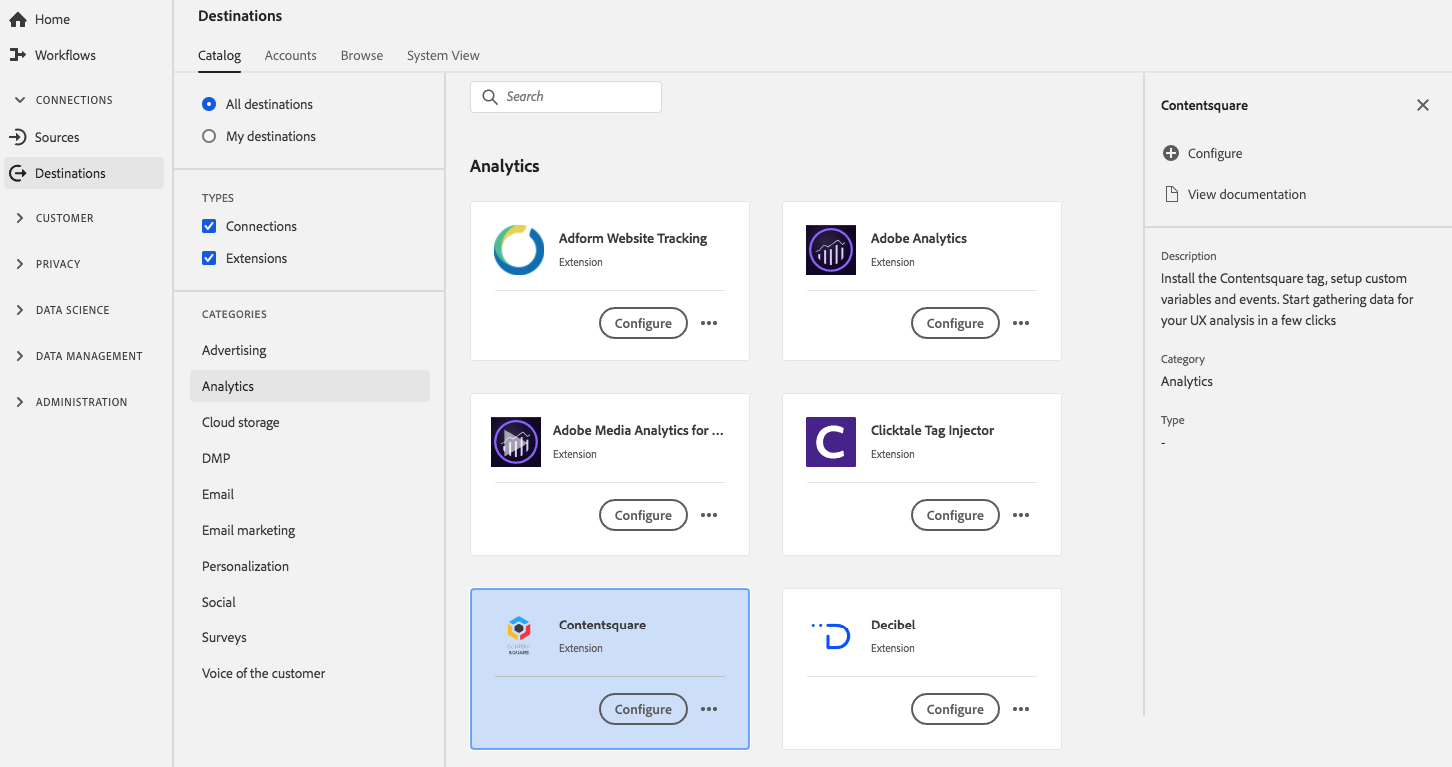 Home
Workflows
CONNECTIONS
Sources
Destinations
CUSTOMER
PRIVACY
DATA SCIENCE
DATA MANAGEMENT
ADMINISTRATION
Destinations
Catalog
Accounts
Browse
System View
All destinations
My destinations
TYPES
Connections
Extensions
CATEGORIES
Advertising
Analytics
Cloud storage
DMP
Email
Email marketing
Personalization
Social
Surveys
Voice of the customer
Search
Analytics
Adform Website Tracking
Extension
Configure
Adobe Analytics
Extension
Configure
Adobe Media Analytics for ...
Extension
Configure
C
Clicktale Tag Injector
Extension
Configure
SQUARE
Contentsquare
Extension
Configure
Decibel
Extension
Configure
Contentsquare
Configure
View documentation
Description
Install the Contentsquare tag, setup custom
variables and events. Start gathering data for
your UX analysis in a few clicks
Category
Analytics
Type
-